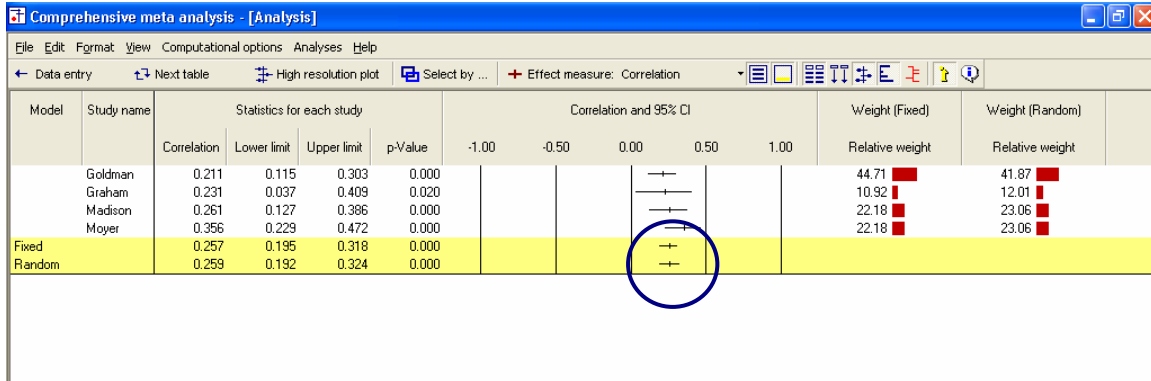 Comprehensive meta analysis - [Analysis]
File Edit Format View Computational options Analyses Help
← Data entry Next table High resolution plot Select by ... + Effect measure: Correlation
Model Study name Statistics for each study Correlation and 95% CI Weight (Fixed) Weight (Random)
Correlation Lower limit Upper limit p-Value -1.00 -0.50 0.00 0.50 1.00 Relative weight Relative weight
Goldman 0.211 0.115 0.303 0.000 44.71 41.87
Graham 0.231 0.037 0.409 0.020 10.92 12.01
Madison 0.261 0.127 0.386 0.000 22.18 23.06
Moyer 0.356 0.229 0.472 0.000 22.18 23.06
Fixed 0.257 0.195 0.318 0.000
Random 0.259 0.192 0.324 0.000